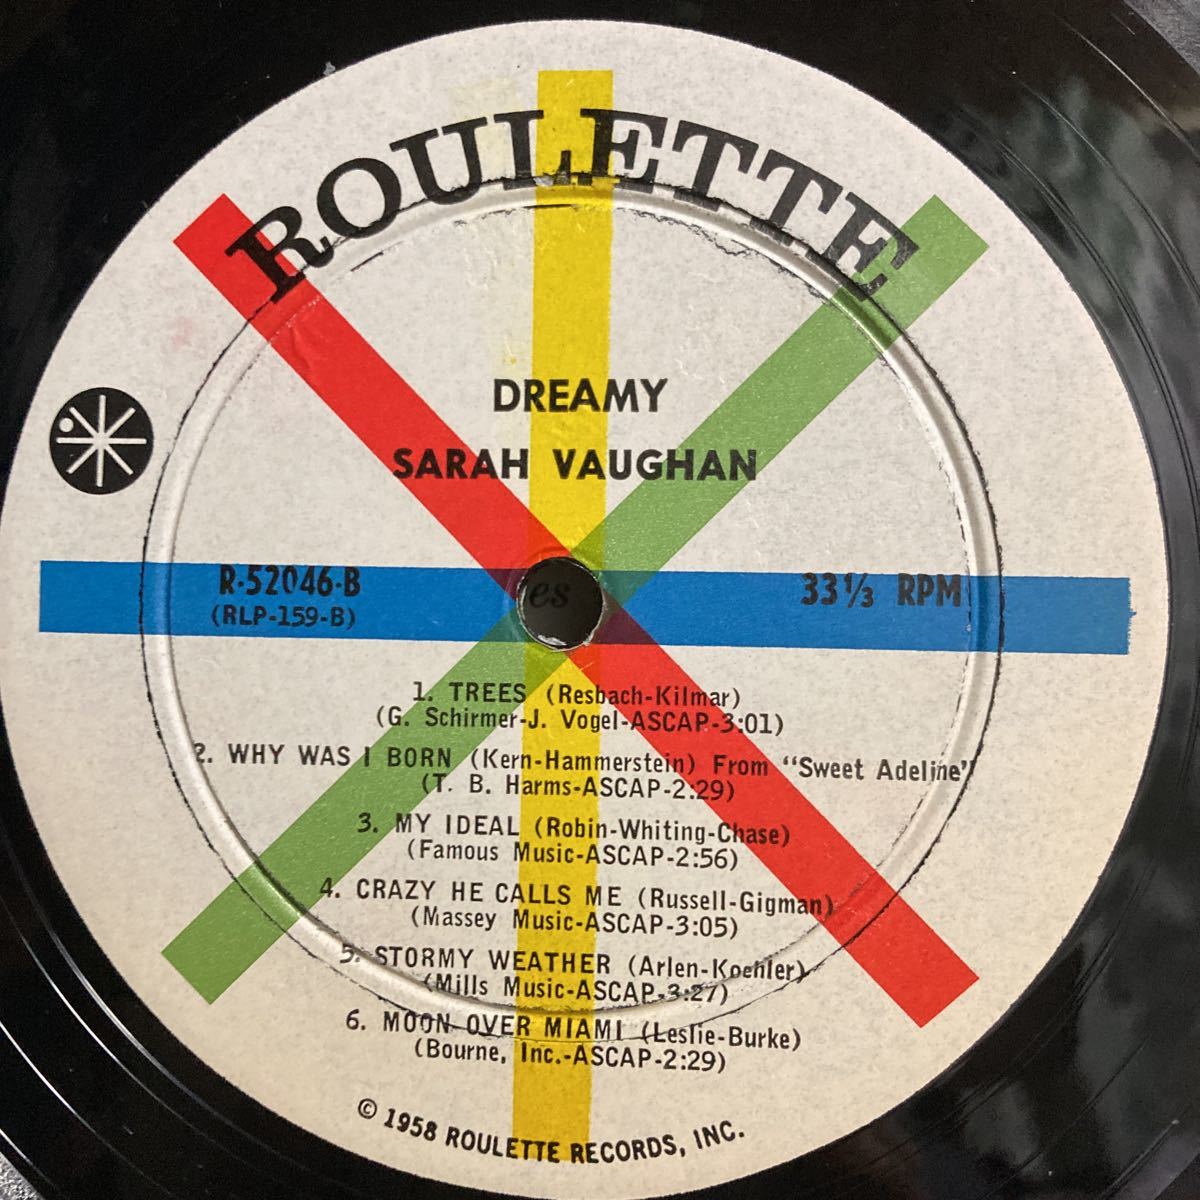 ROULETTE
DREAMY
SARAH VAUGHAN
R-52046-B
(RLP-159-B)
33 1/3 RPM
es
1. TREES (Resbach-Kilmar)
(G. Schirmer-J. Vogel-ASCAP-3:01)
2. WHY WAS I BORN (Kern-Hammerstein) From "Sweet Adeline"
(T. B. Harms-ASCAP-2:29)
3. MY IDEAL (Robin-Whiting-Chase)
(Famous Music-ASCAP-2:56)
4. CRAZY HE CALLS ME (Russell-Gigman)
(Massey Music-ASCAP-3:05)
5. STORMY WEATHER (Arlen-Koehler)
(Mills Music-ASCAP-3:27)
6. MOON OVER MIAMI (Leslie-Burke)
(Bourne, Inc.-ASCAP-2:29)
© 1958 ROULETTE RECORDS, INC.